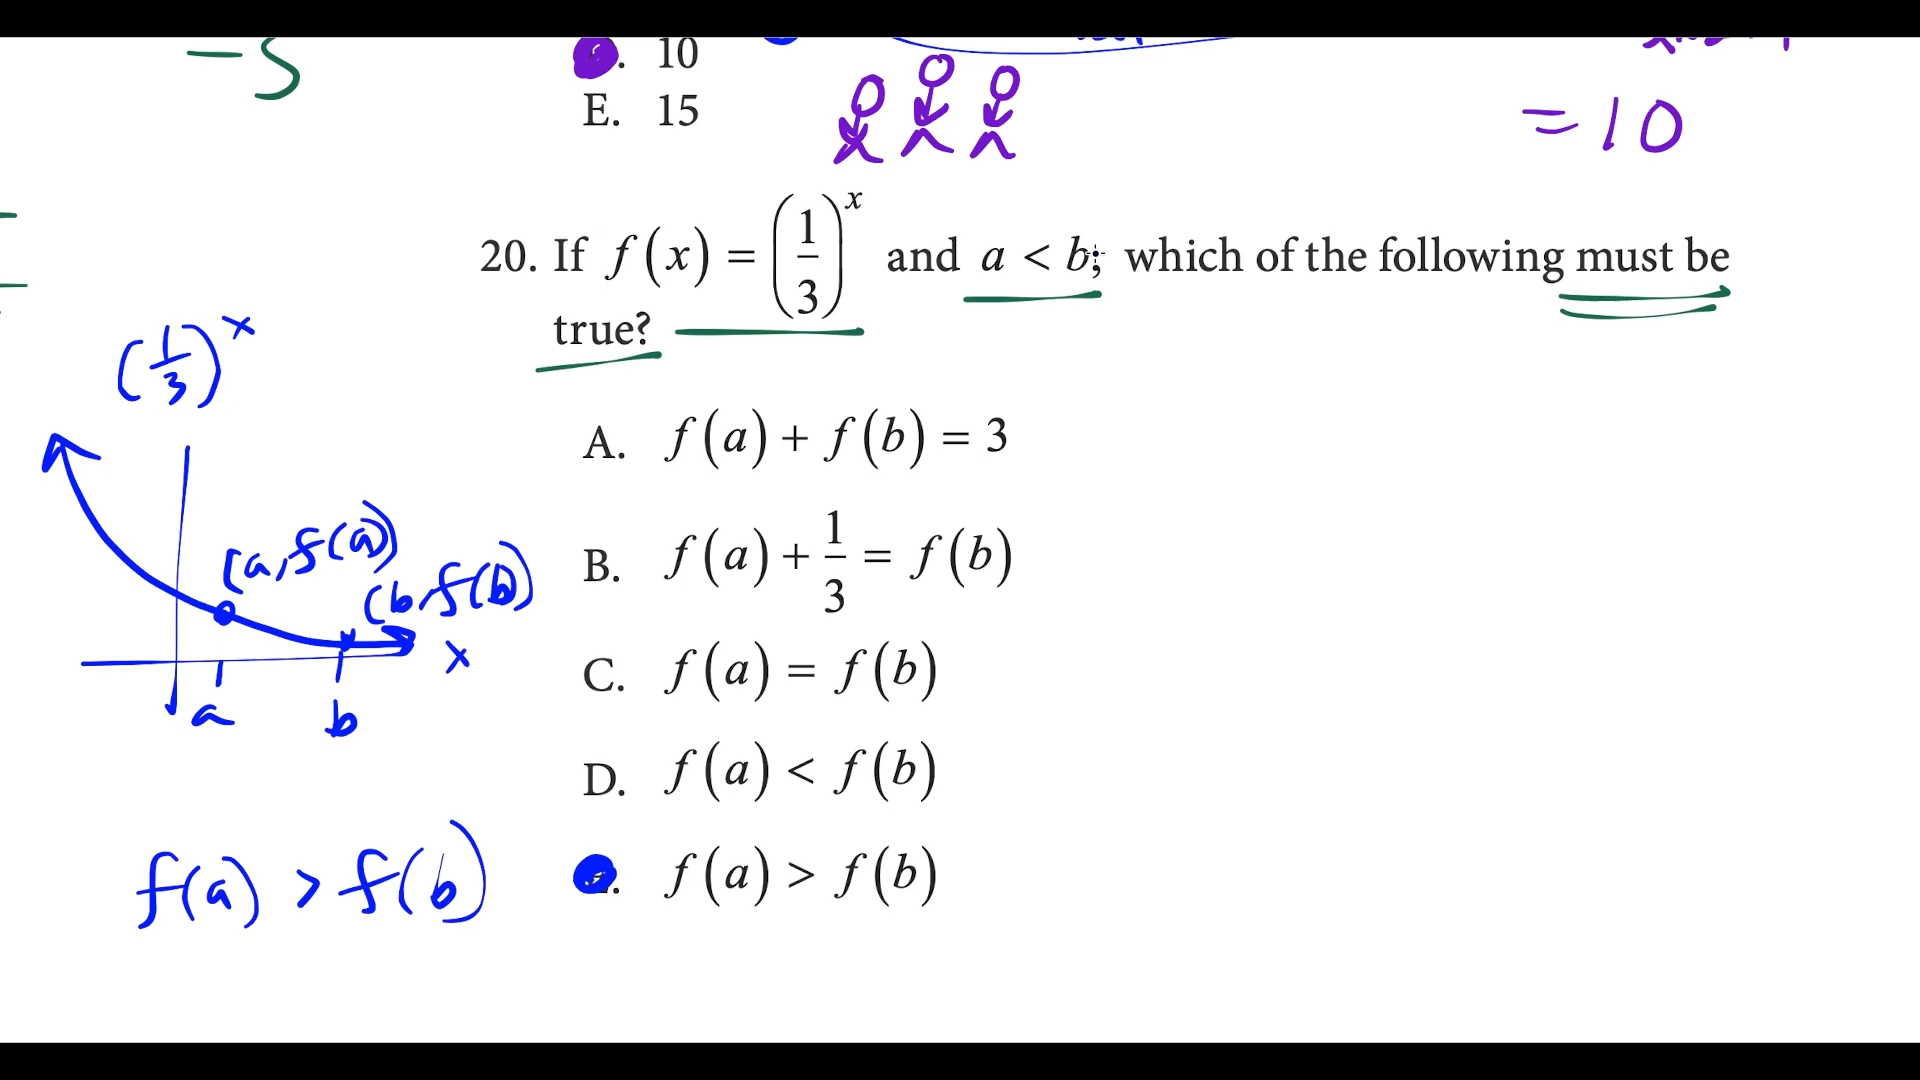 -5
10
E. 15
= 10
20. If f(x) = (1/3)^x and a < b, which of the following must be
true?
(1/3)^x
A. f(a) + f(b) = 3
(a, f(a))
B. f(a) + 1/3 = f(b)
(b, f(b))
x
C. f(a) = f(b)
a
b
D. f(a) < f(b)
f(a) > f(b)
f(a) > f(b)